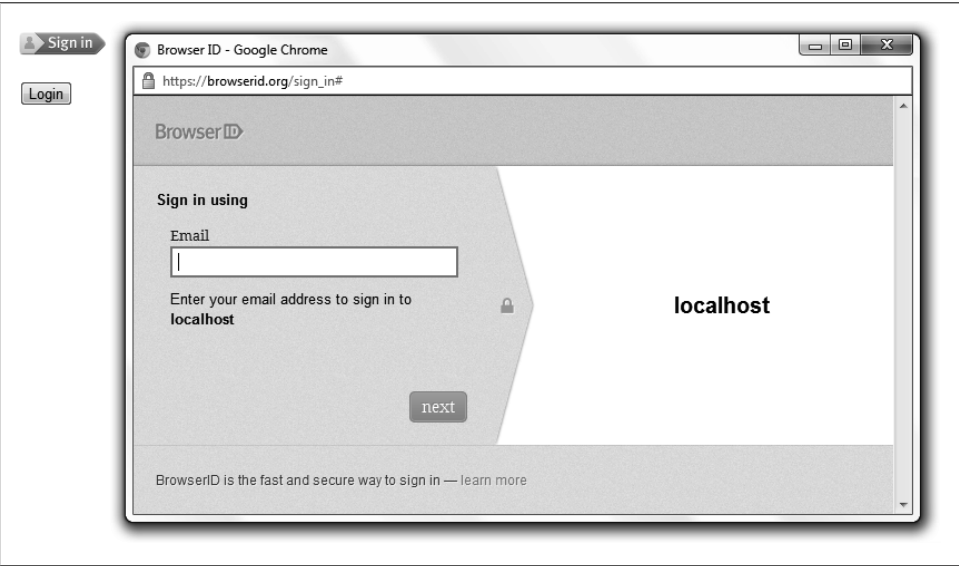 Sign in
Login
Browser ID - Google Chrome
https://browserid.org/sign_in#
BrowserID
Sign in using
Email
Enter your email address to sign in to
localhost
next
localhost
BrowserID is the fast and secure way to sign in — learn more